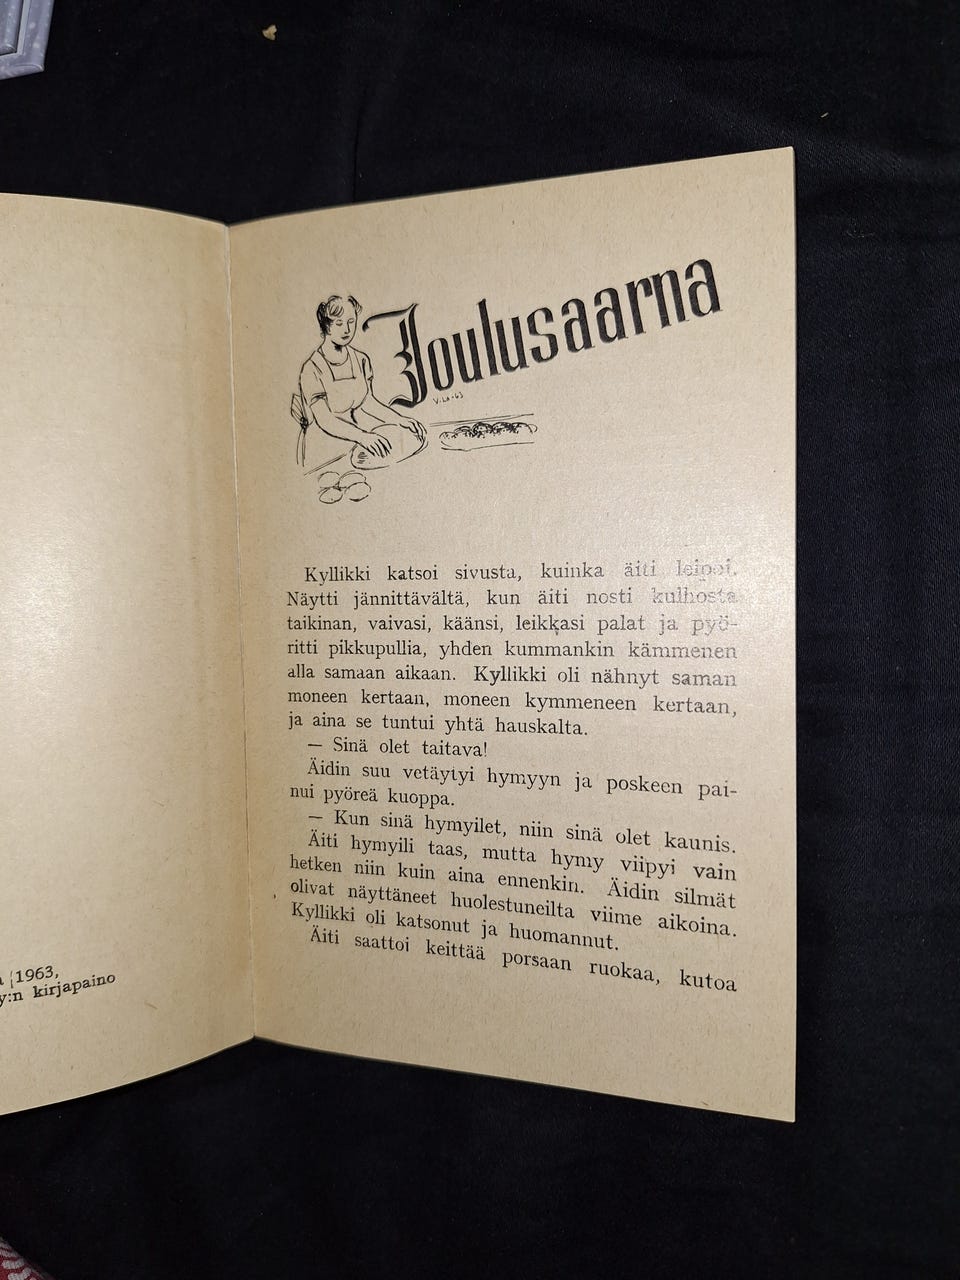 1963,
y:n kirjapaino
Joulusaarna
Kyllikki katsoi sivusta, kuinka äiti leipoi.
Näytti jännittävältä, kun äiti nosti kulhosta
taikinan, vaivasi, käänsi, leikkasi palat ja pyö-
ritti pikkupullia, yhden kummankin kämmenen
alla samaan aikaan. Kyllikki oli nähnyt saman
moneen kertaan, moneen kymmeneen kertaan,
ja aina se tuntui yhtä hauskalta.
— Sinä olet taitava!
Äidin suu vetäytyi hymyyn ja poskeen pai-
nui pyöreä kuoppa.
— Kun sinä hymyilet, niin sinä olet kaunis.
Äiti hymyili taas, mutta hymy viipyi vain
hetken niin kuin aina ennenkin. Äidin silmät
olivat näyttäneet huolestuneilta viime aikoina.
Kyllikki oli katsonut ja huomannut.
Äiti saattoi keittää porsaan ruokaa, kutoa